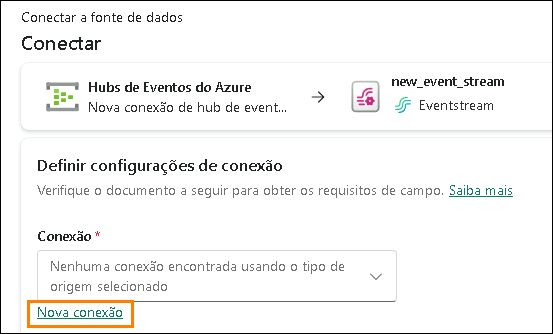 Conectar a fonte de dados
Conectar
Hubs de Eventos do Azure
Nova conexão de hub de event...
new_event_stream
Eventstream
Definir configurações de conexão
Verifique o documento a seguir para obter os requisitos de campo. Saiba mais
Conexão *
Nenhuma conexão encontrada usando o tipo de
origem selecionado
Nova conexão